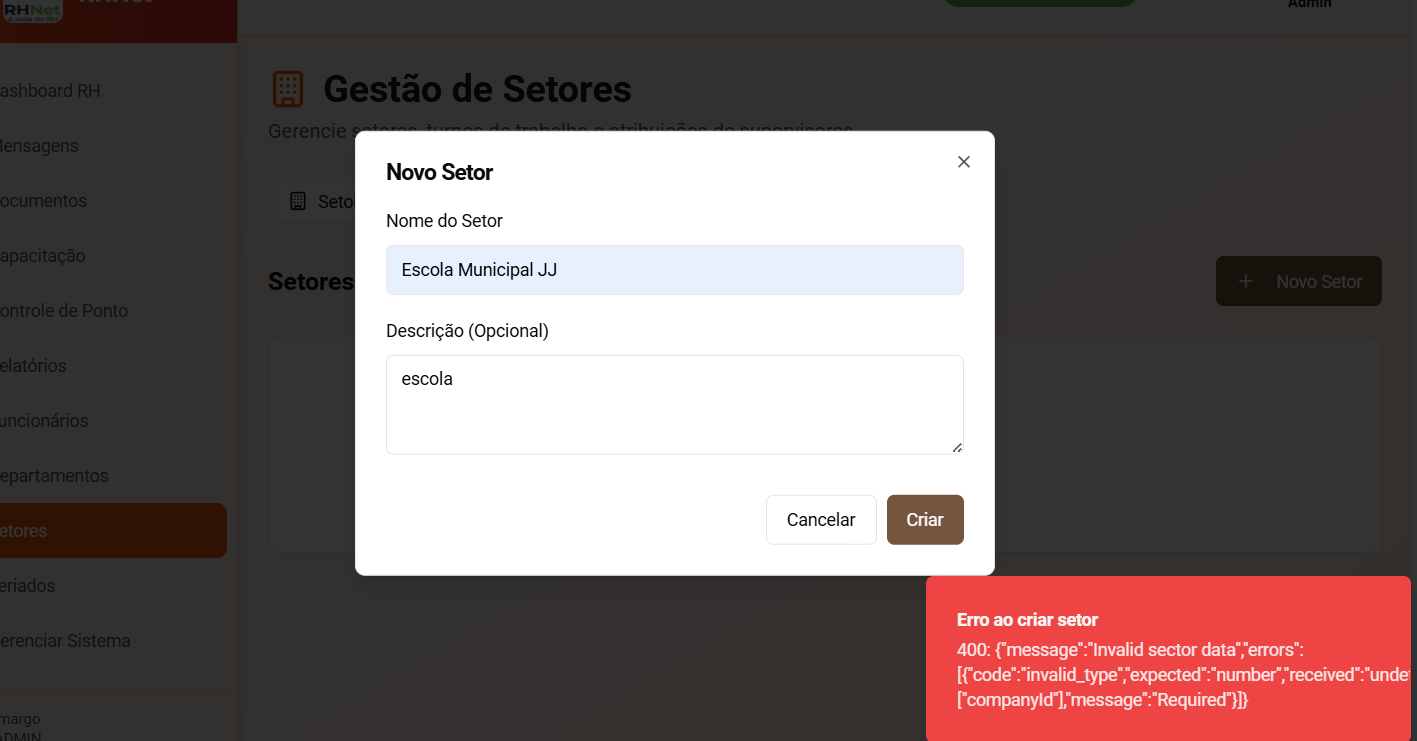 RHNet
A rede do RH
Admin
ashboard RH
Mensagens
ocumentos
apacitação
ontrole de Ponto
elatórios
uncionários
epartamentos
etores
eriados
erenciar Sistema
margo
ADMIN
Gestão de Setores
Gerencie setores, turnos de trabalho e atribuições de supervisores
Seto
Setores
+ Novo Setor
Novo Setor
Nome do Setor
Escola Municipal JJ
Descrição (Opcional)
escola
Cancelar
Criar
Erro ao criar setor
400: {"message":"Invalid sector data","errors":
[{"code":"invalid_type","expected":"number","received":"unde
["companyId"],"message":"Required"}]}